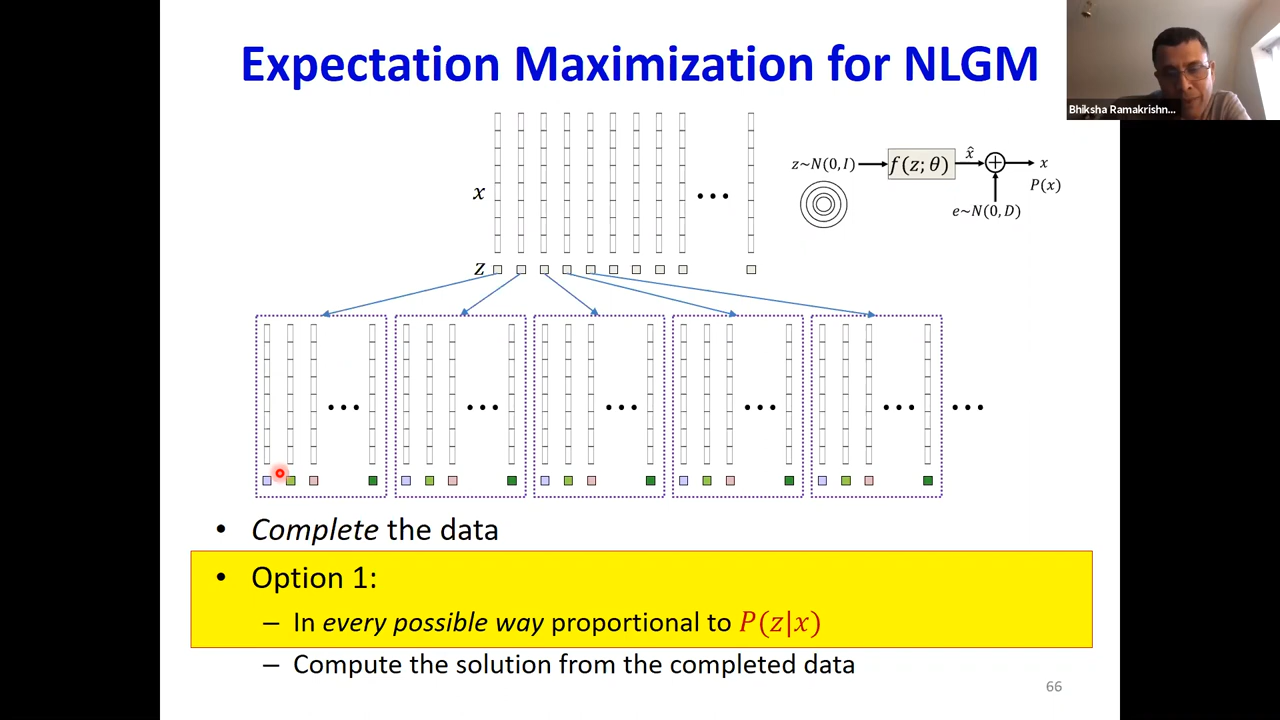 Expectation Maximization for NLGM
Bhiksha Ramakrishn...
x
z
z~N(0, I)
f(z; θ)
x̂
x
P(x)
e~N(0, D)
• Complete the data
• Option 1:
– In every possible way proportional to P(z|x)
– Compute the solution from the completed data
66